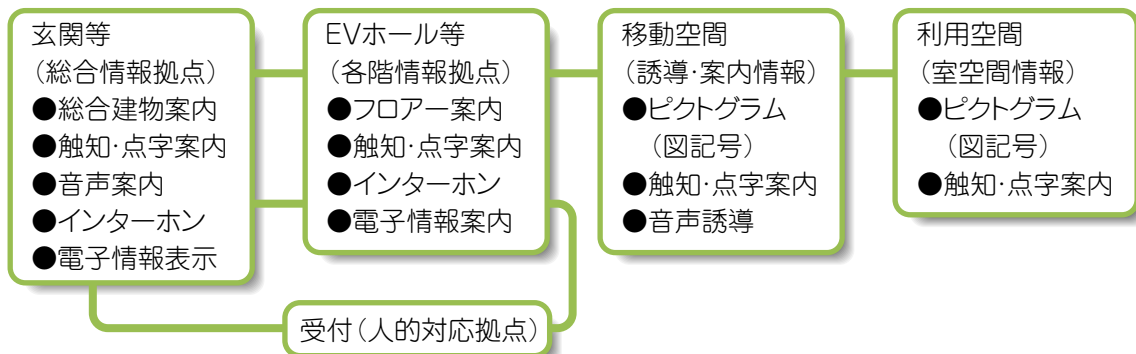 玄関等
（総合情報拠点）
●総合建物案内
●触知・点字案内
●音声案内
●インターホン
●電子情報表示
EVホール等
（各階情報拠点）
●フロアー案内
●触知・点字案内
●インターホン
●電子情報案内
移動空間
（誘導・案内情報）
●ピクトグラム
（図記号）
●触知・点字案内
●音声誘導
利用空間
（室空間情報）
●ピクトグラム
（図記号）
●触知・点字案内
受付（人的対応拠点）